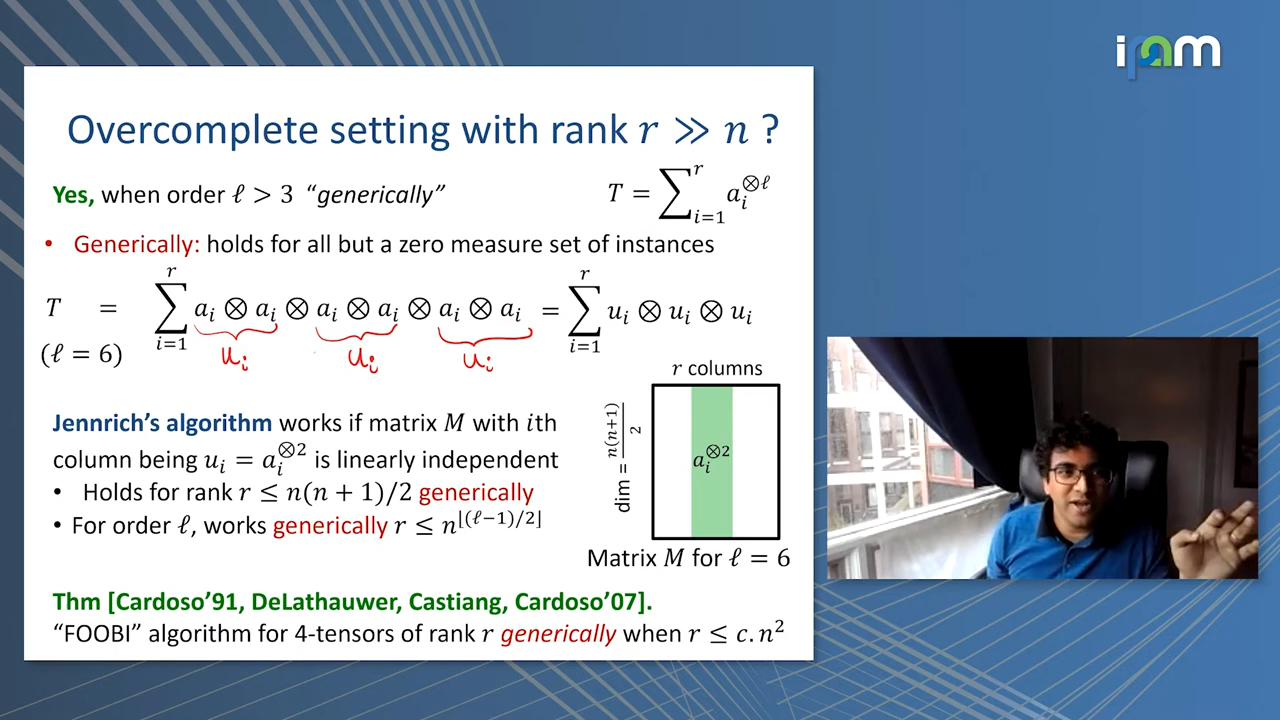 ipam
Overcomplete setting with rank r ≫ n ?
Yes, when order ℓ > 3 “generically”
T = ∑_{i=1}^{r} a_i^{⊗ℓ}
• Generically: holds for all but a zero measure set of instances
T = ∑_{i=1}^{r} a_i ⊗ a_i ⊗ a_i ⊗ a_i ⊗ a_i ⊗ a_i = ∑_{i=1}^{r} u_i ⊗ u_i ⊗ u_i
(ℓ = 6)
u_i u_i u_i
r columns
dim = n(n+1)/2
a_i^{⊗2}
Matrix M for ℓ = 6
Jennrich’s algorithm works if matrix M with ith
column being u_i = a_i^{⊗2} is linearly independent
• Holds for rank r ≤ n(n + 1)/2 generically
• For order ℓ, works generically r ≤ n^{⌊(ℓ−1)/2⌋}
Thm [Cardoso’91, DeLathauwer, Castiang, Cardoso’07].
“FOOBI” algorithm for 4-tensors of rank r generically when r ≤ c.n^2